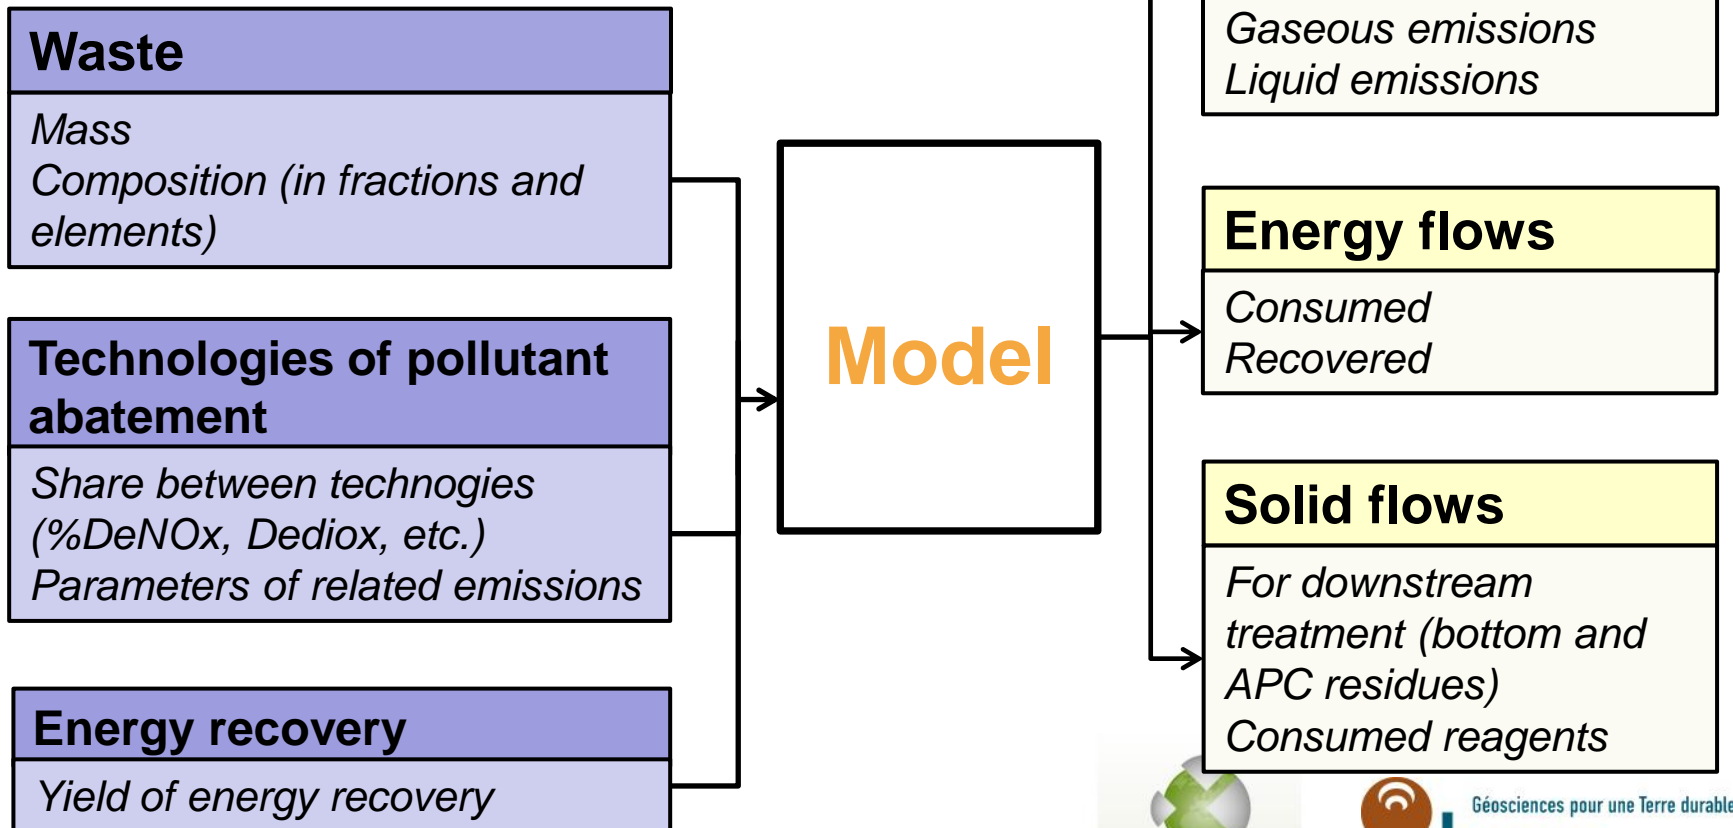 Waste
Mass
Composition (in fractions and
elements)
Technologies of pollutant
abatement
Share between technogies
(%DeNOx, Dediox, etc.)
Parameters of related emissions
Energy recovery
Yield of energy recovery
Model
Gaseous emissions
Liquid emissions
Energy flows
Consumed
Recovered
Solid flows
For downstream
treatment (bottom and
APC residues)
Consumed reagents
Géosciences pour une Terre durable